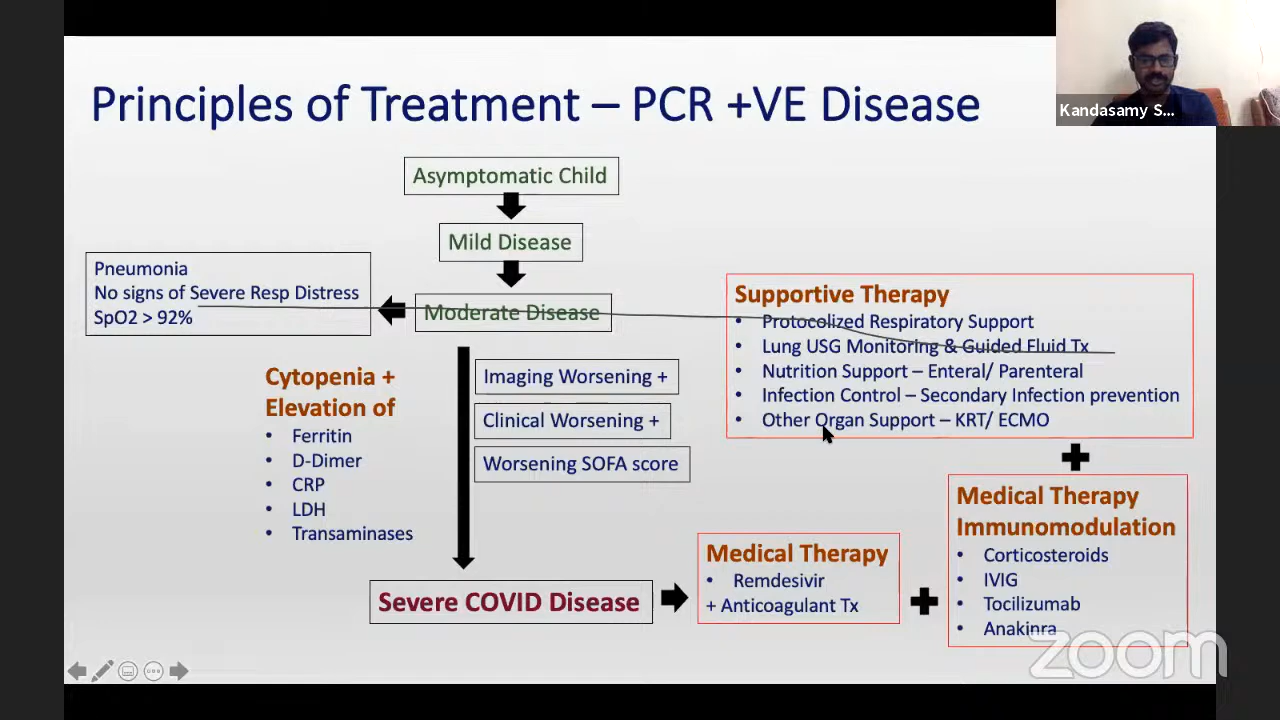 Principles of Treatment – PCR +VE Disease
Kandasamy S...
Asymptomatic Child
Mild Disease
Moderate Disease
Pneumonia
No signs of Severe Resp Distress
SpO2 > 92%
Cytopenia +
Elevation of
• Ferritin
• D-Dimer
• CRP
• LDH
• Transaminases
Imaging Worsening +
Clinical Worsening +
Worsening SOFA score
Severe COVID Disease
Supportive Therapy
• Protocolized Respiratory Support
• Lung USG Monitoring & Guided Fluid Tx
• Nutrition Support – Enteral/ Parenteral
• Infection Control – Secondary Infection prevention
• Other Organ Support – KRT/ ECMO
Medical Therapy
• Remdesivir
+ Anticoagulant Tx
Medical Therapy
Immunomodulation
• Corticosteroids
• IVIG
• Tocilizumab
• Anakinra
zoom